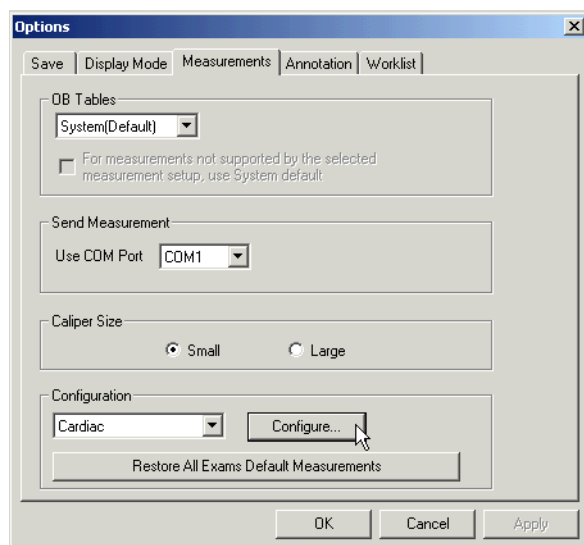 Options
Save Display Mode Measurements Annotation Worklist
OB Tables
System(Default)
For measurements not supported by the selected
measurement setup, use System default
Send Measurement
Use COM Port COM1
Caliper Size
Small Large
Configuration
Cardiac Configure...
Restore All Exams Default Measurements
OK Cancel Apply